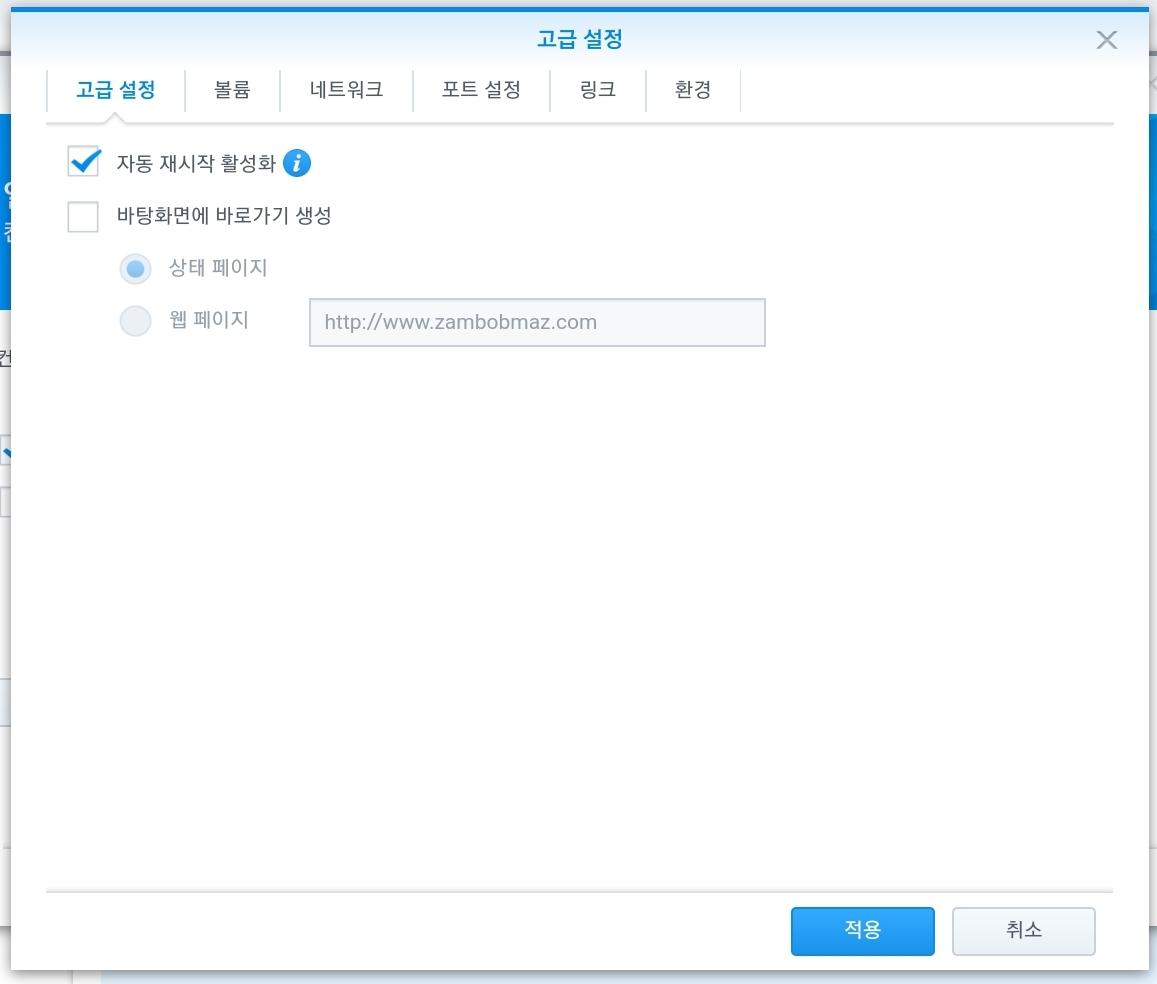 고급 설정
고급 설정 볼륨 네트워크 포트 설정 링크 환경
자동 재시작 활성화
바탕화면에 바로가기 생성
상태 페이지
웹 페이지 http://www.zambobmaz.com
적용 취소